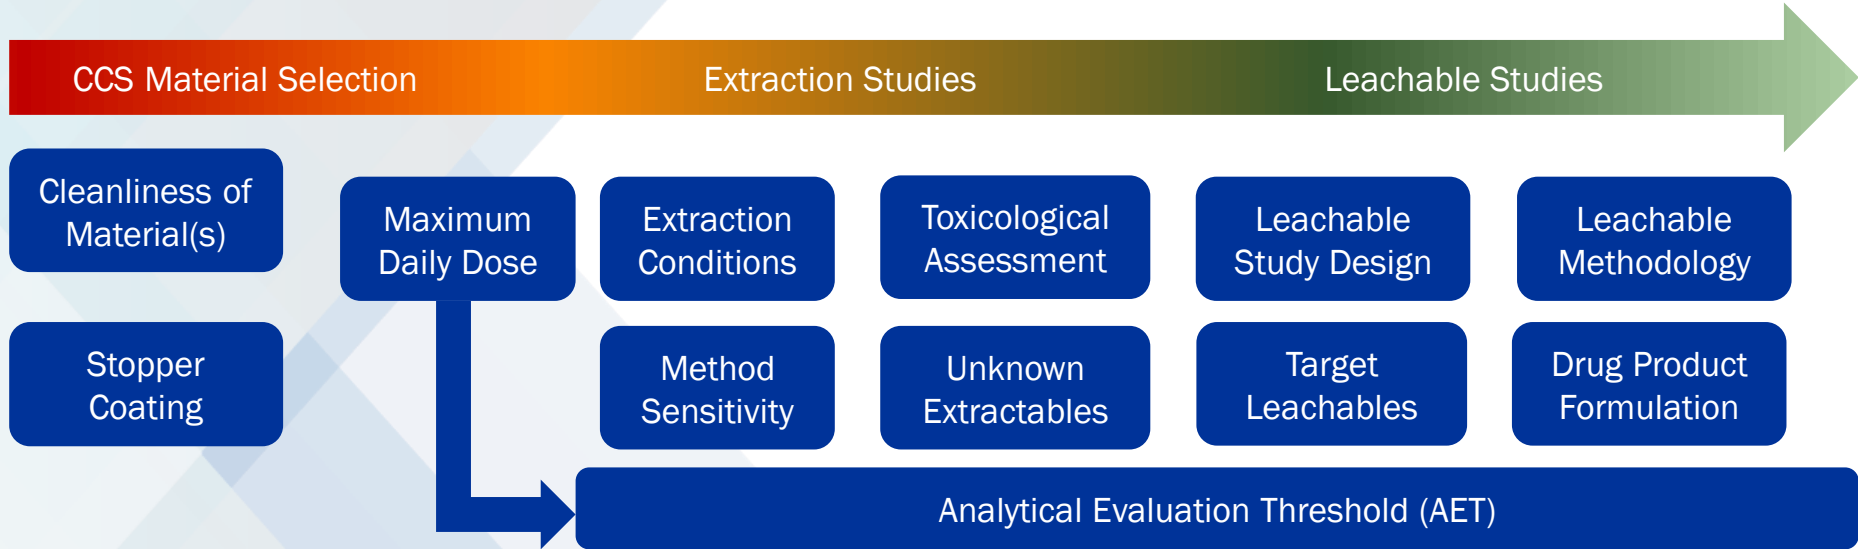 CCS Material Selection
Extraction Studies
Leachable Studies
Cleanliness of
Material(s)
Maximum
Daily Dose
Extraction
Conditions
Toxicological
Assessment
Leachable
Study Design
Leachable
Methodology
Stopper
Coating
Method
Sensitivity
Unknown
Extractables
Target
Leachables
Drug Product
Formulation
Analytical Evaluation Threshold (AET)